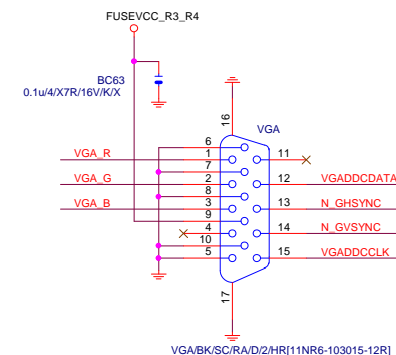 FUSEVCC_R3_R4
BC63
0.1u/4/X7R/16V/K/X
16
VGA
6
VGA_R 1 11
7
VGA_G 2 12 VGADDCDATA
8
VGA_B 3 13 N_GHSYNC
9
4 14 N_GVSYNC
10
5 15 VGADDCCLK
17
VGA/BK/SC/RA/D/2/HR[11NR6-103015-12R]